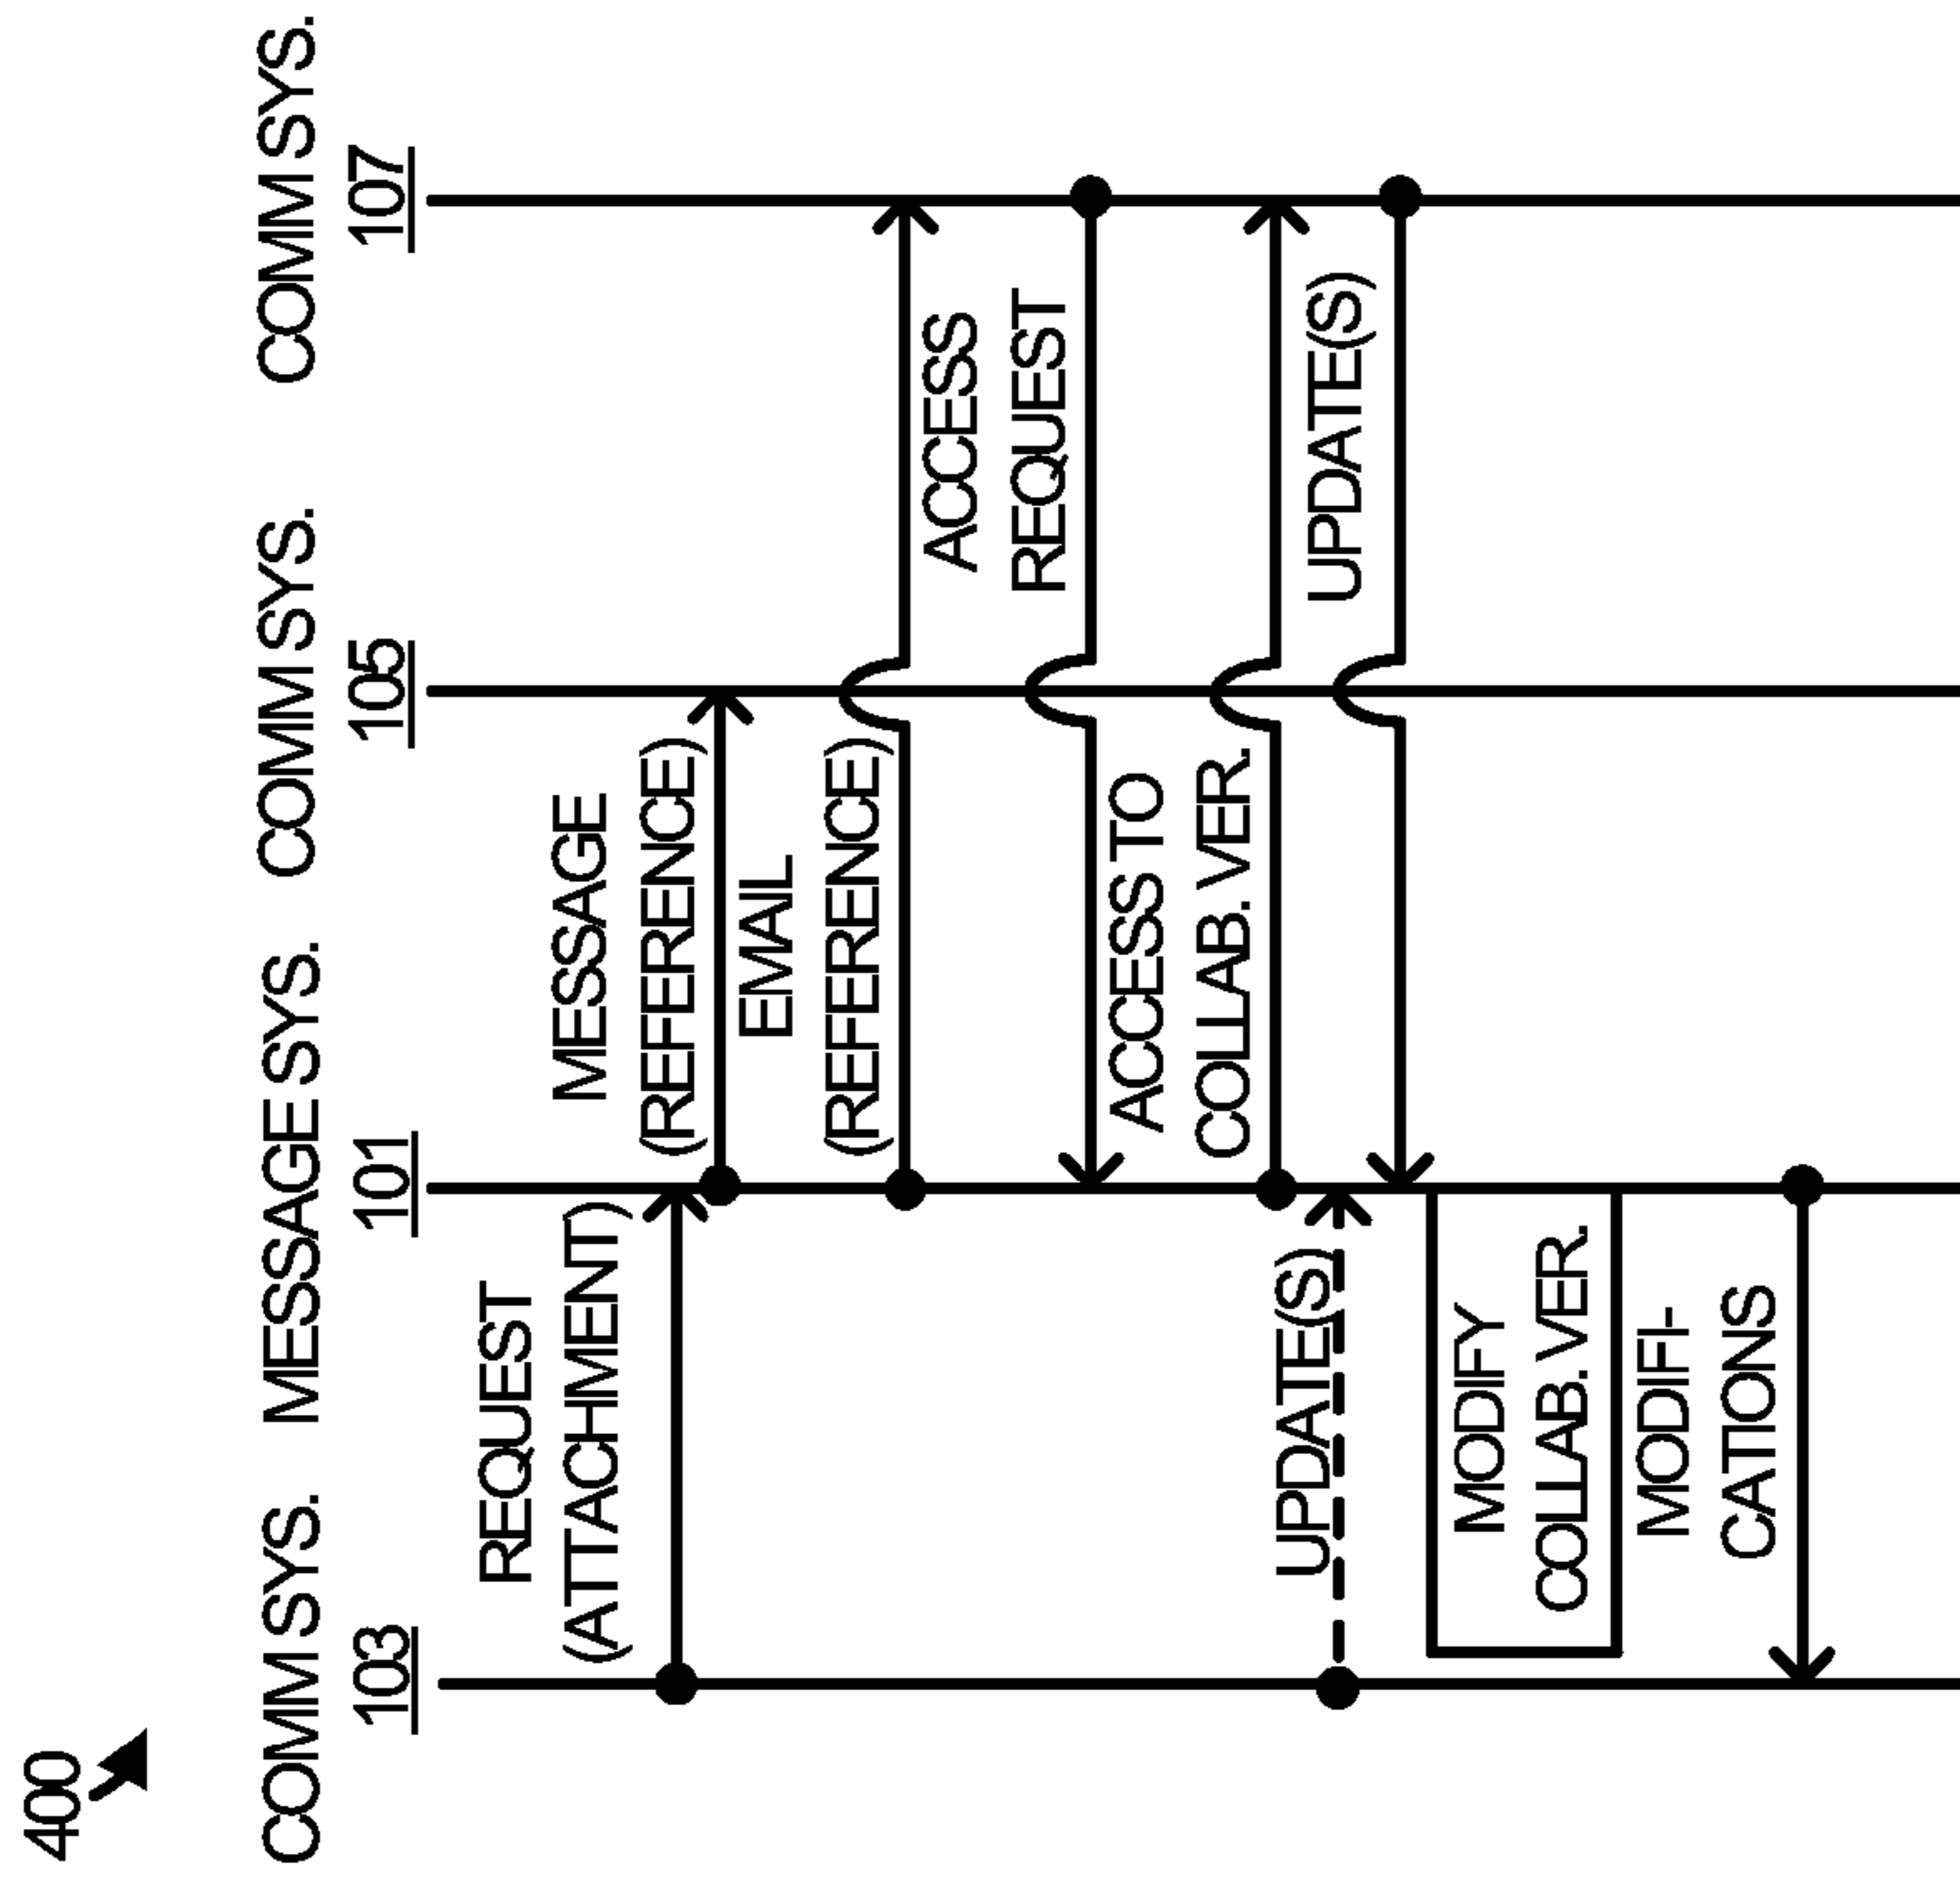 400
COMM SYS.
103
MESSAGE SYS.
101
COMM SYS.
105
COMM SYS.
107
REQUEST
(ATTACHMENT)
MESSAGE
(REFERENCE)
EMAIL
(REFERENCE)
ACCESS
REQUEST
ACCESS TO
COLLAB. VER.
UPDATE(S)
UPDATE(S)
MODIFY
COLLAB. VER.
MODIFI-
CATIONS